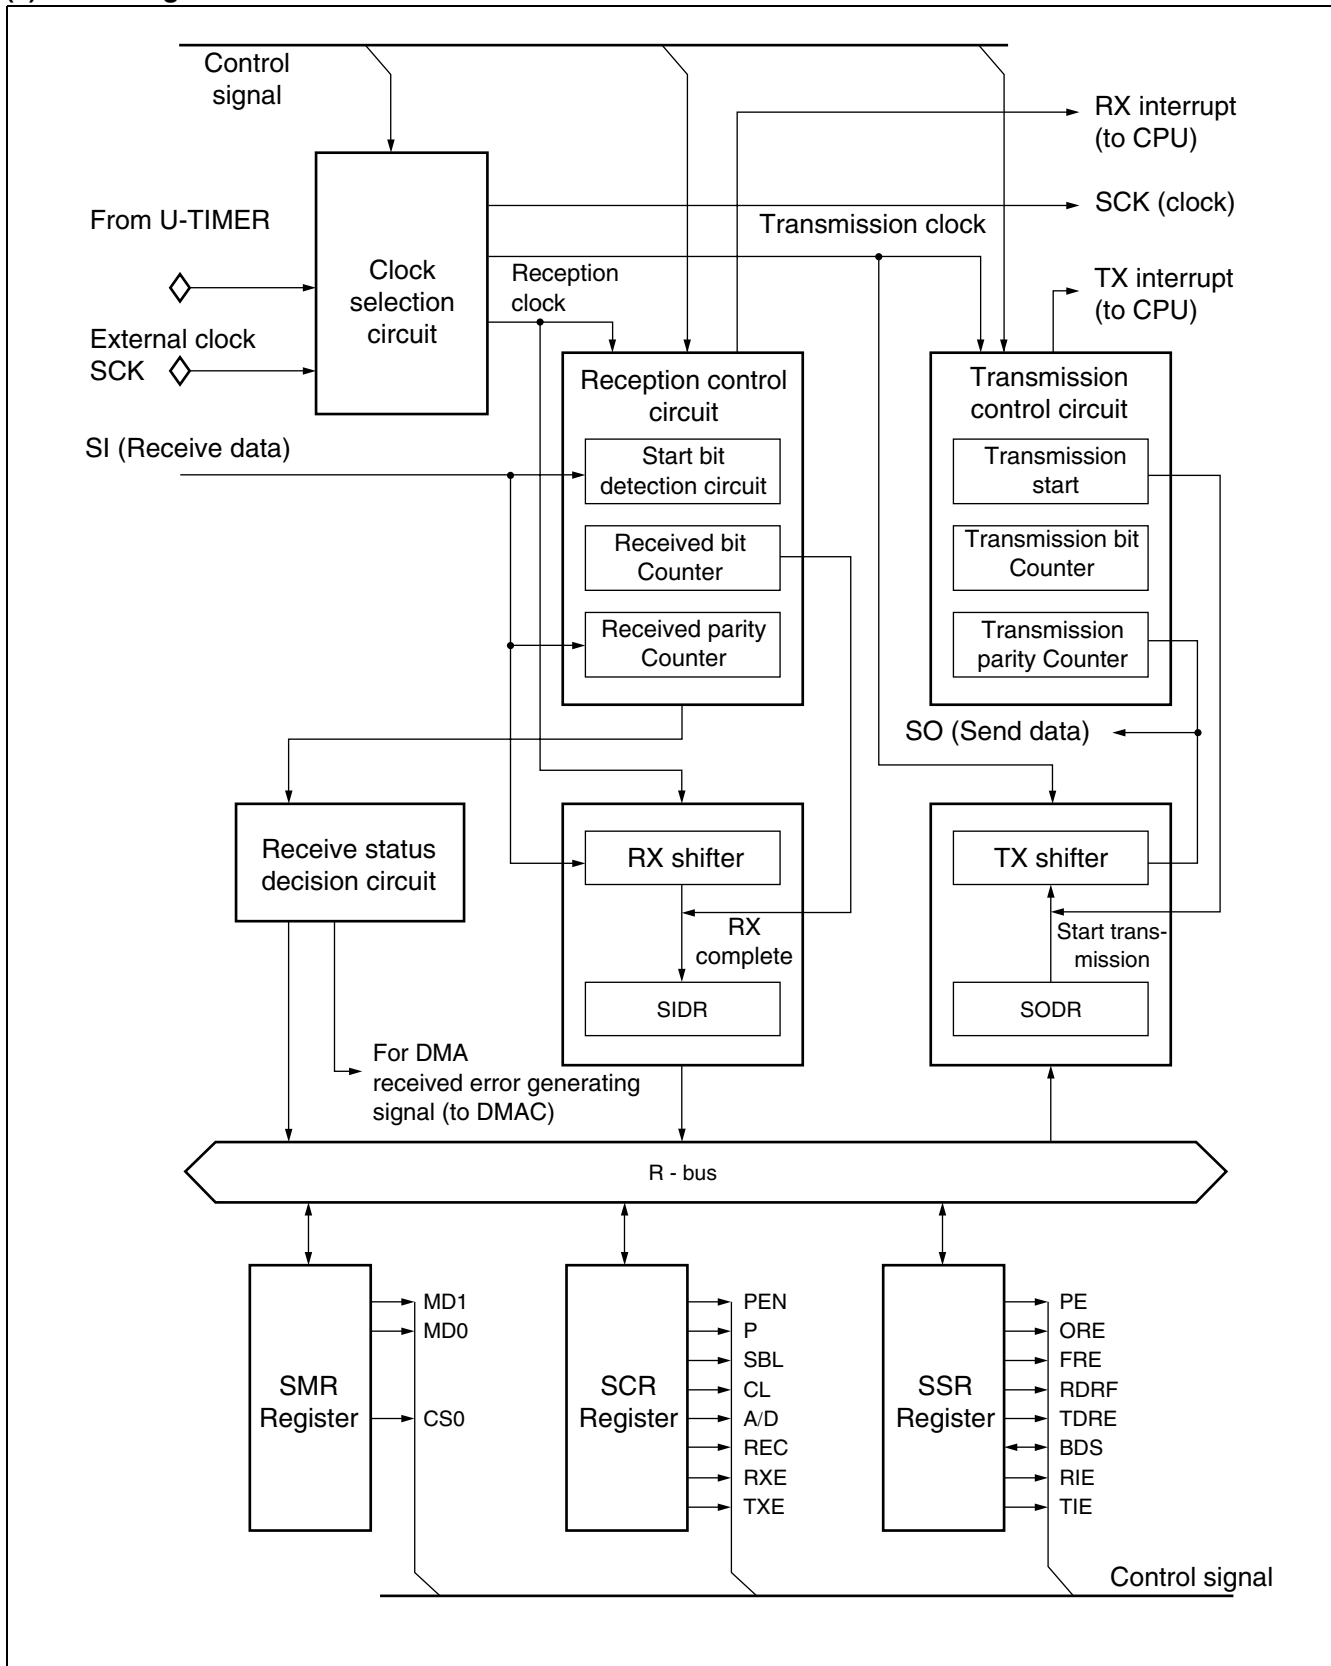 Control
signal
RX interrupt
(to CPU)
From U-TIMER
SCK (clock)
Transmission clock
Clock
selection
circuit
Reception
clock
TX interrupt
(to CPU)
External clock
SCK
Reception control
circuit
Transmission
control circuit
SI (Receive data)
Start bit
detection circuit
Transmission
start
Received bit
Counter
Transmission bit
Counter
Received parity
Counter
Transmission
parity Counter
SO (Send data)
Receive status
decision circuit
RX shifter
TX shifter
RX
complete
Start trans-
mission
SIDR
SODR
For DMA
received error generating
signal (to DMAC)
R - bus
SMR
Register
MD1
MD0
CS0
SCR
Register
PEN
P
SBL
CL
A/D
REC
RXE
TXE
SSR
Register
PE
ORE
FRE
RDRF
TDRE
BDS
RIE
TIE
Control signal